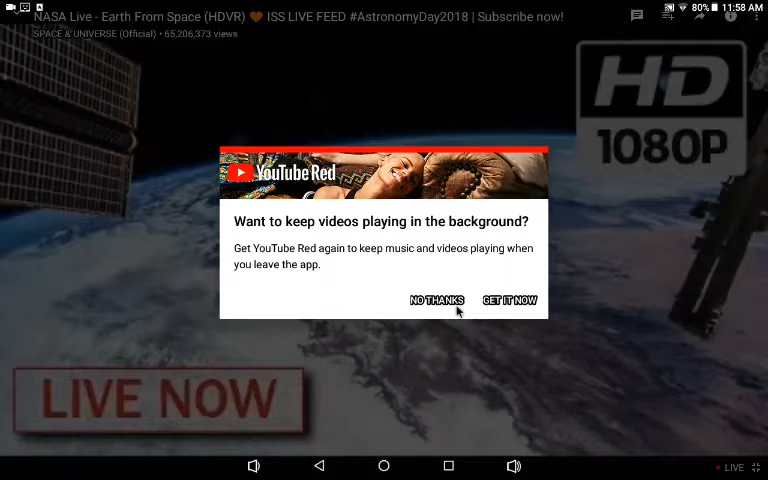 11:58 AM
80%
NASA Live - Earth From Space (HDVR) 🧡 ISS LIVE FEED #AstronomyDay2018 | Subscribe now!
SPACE & UNIVERSE (Official) • 65,206,373 views
HD
1080P
YouTube Red
Want to keep videos playing in the background?
Get YouTube Red again to keep music and videos playing when
you leave the app.
NO THANKS GET IT NOW
LIVE NOW
LIVE